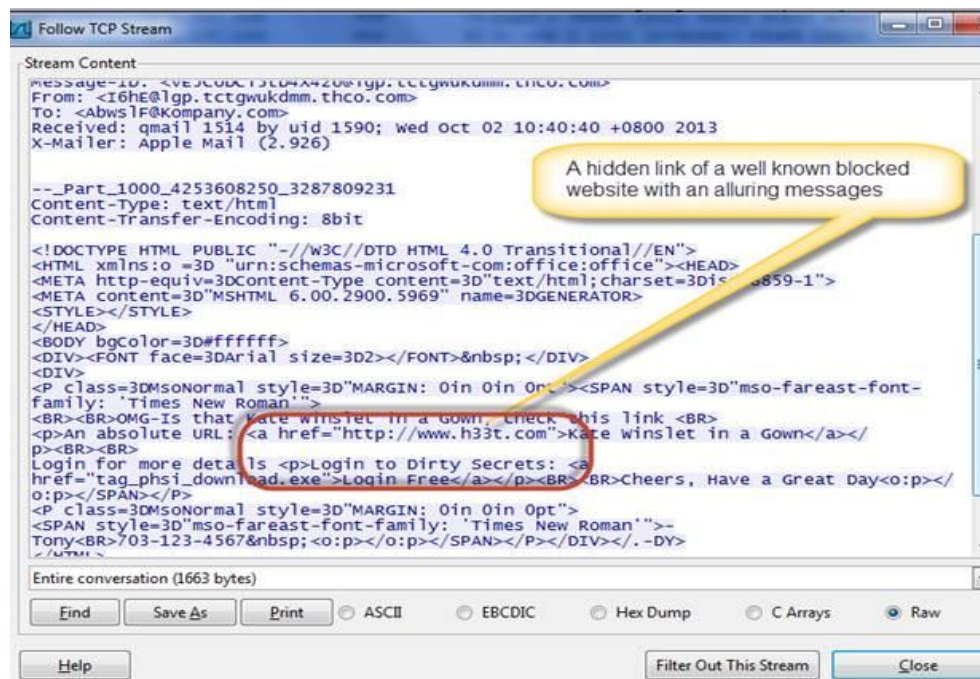 Follow TCP Stream
Stream Content
From: <I6hE@lgp.tctgwukdmm.thco.com>
To: <AbwslF@Kompany.com>
Received: qmail 1514 by uid 1590; Wed Oct 02 10:40:40 +0800 2013
X-Mailer: Apple Mail (2.926)
A hidden link of a well known blocked
website with an alluring messages
--_Part_1000_4253608250_3287809231
Content-Type: text/html
Content-Transfer-Encoding: 8bit
<!DOCTYPE HTML PUBLIC "-//W3C//DTD HTML 4.0 Transitional//EN">
<HTML xmlns:o =3D "urn:schemas-microsoft-com:office:office"><HEAD>
<META http-equiv=3DContent-Type content=3D"text/html;charset=3Dis 8859-1">
<META content=3D"MSHTML 6.00.2900.5969" name=3DGENERATOR>
<STYLE></STYLE>
</HEAD>
<BODY bgColor=3D#ffffff>
<DIV><FONT face=3DArial size=3D2></FONT>&nbsp;</DIV>
<DIV>
<P class=3DMsoNormal style=3D"MARGIN: 0in 0in 0pt"><SPAN style=3D"mso-fareast-font-
family: 'Times New Roman'">
<BR><BR>OMG-Is that Kate Winslet in a Gown, Check this link <BR>
<p>An absolute URL: <a href="http://www.h33t.com">Kate Winslet in a Gown</a></
p><BR><BR>
Login for more details <p>Login to Dirty Secrets: <a
href="tag_phsi_download.exe">Login Free</a></p><BR><BR>Cheers, Have a Great Day<o:p></
o:p></SPAN></P>
<P class=3DMsoNormal style=3D"MARGIN: 0in 0in 0pt">
<SPAN style=3D"mso-fareast-font-family: 'Times New Roman'">-
Tony<BR>703-123-4567&nbsp;<o:p></o:p></SPAN></P></DIV></.-DY>
</HTML>
Entire conversation (1663 bytes)
Find Save As Print ASCII EBCDIC Hex Dump C Arrays Raw
Help Filter Out This Stream Close